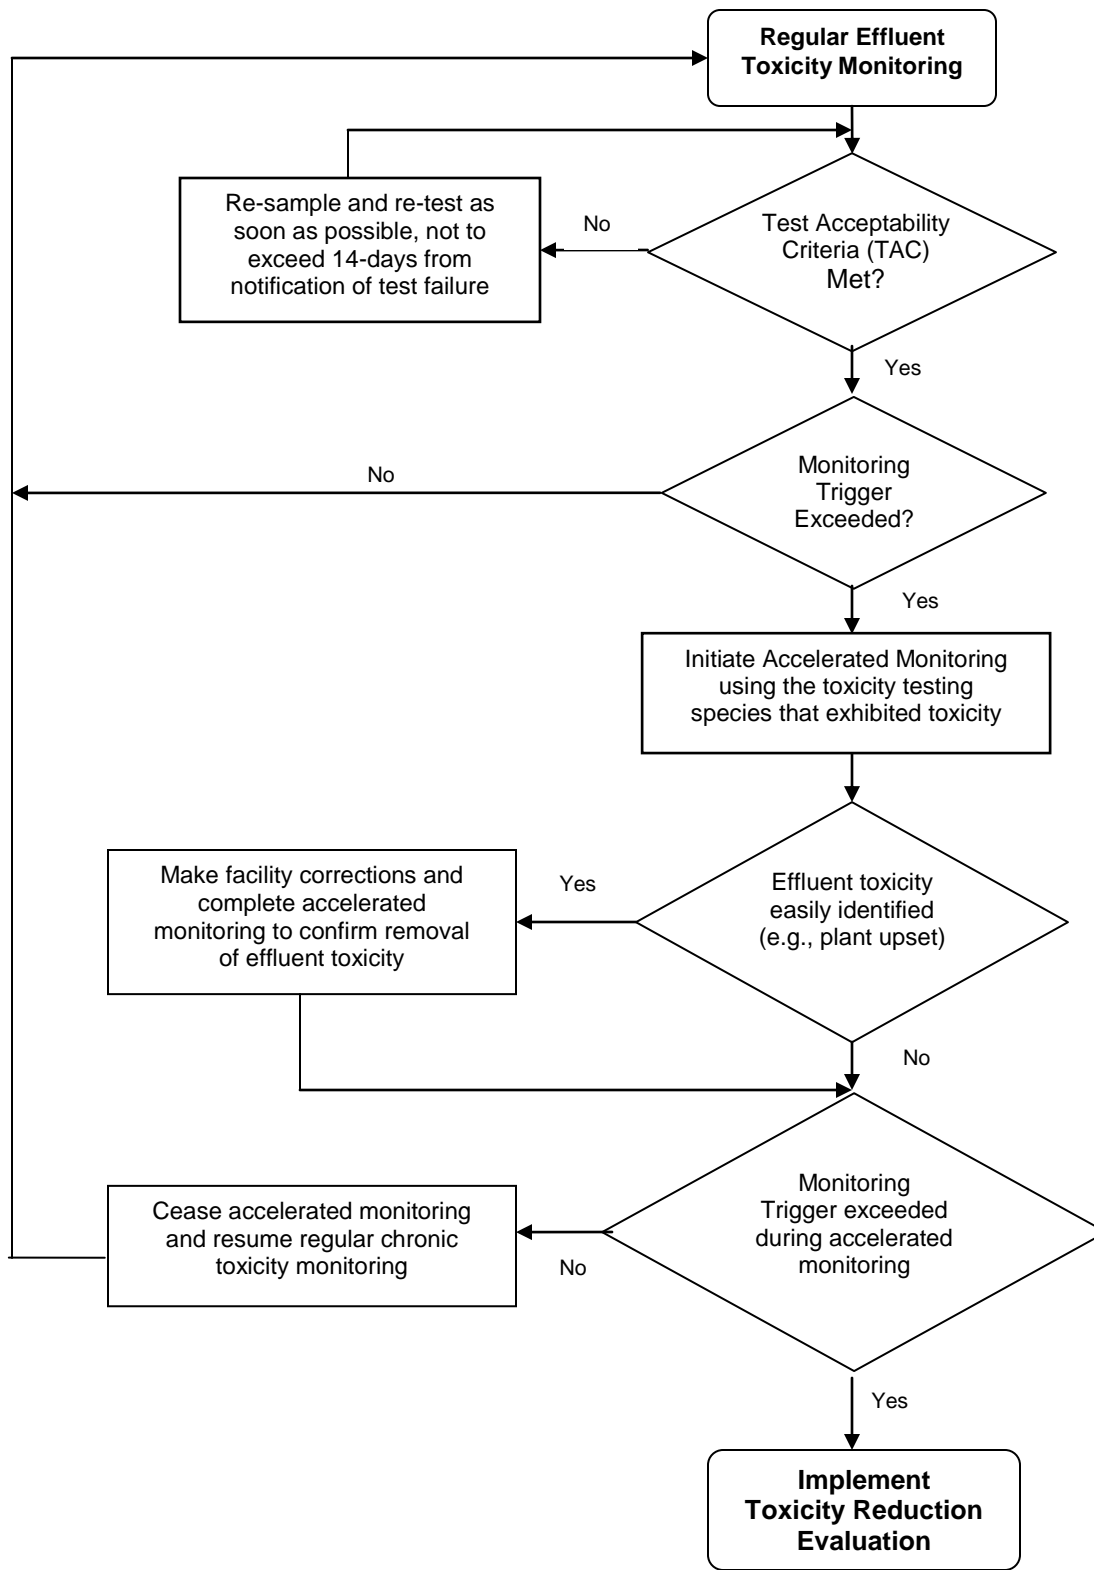 Regular Effluent
Toxicity Monitoring
Re-sample and re-test as
soon as possible, not to
exceed 14-days from
notification of test failure
No
Test Acceptability
Criteria (TAC)
Met?
Yes
No
Monitoring
Trigger
Exceeded?
Yes
Initiate Accelerated Monitoring
using the toxicity testing
species that exhibited toxicity
Make facility corrections and
complete accelerated
monitoring to confirm removal
of effluent toxicity
Yes
Effluent toxicity
easily identified
(e.g., plant upset)
No
Cease accelerated monitoring
and resume regular chronic
toxicity monitoring
No
Monitoring
Trigger exceeded
during accelerated
monitoring
Yes
Implement
Toxicity Reduction
Evaluation